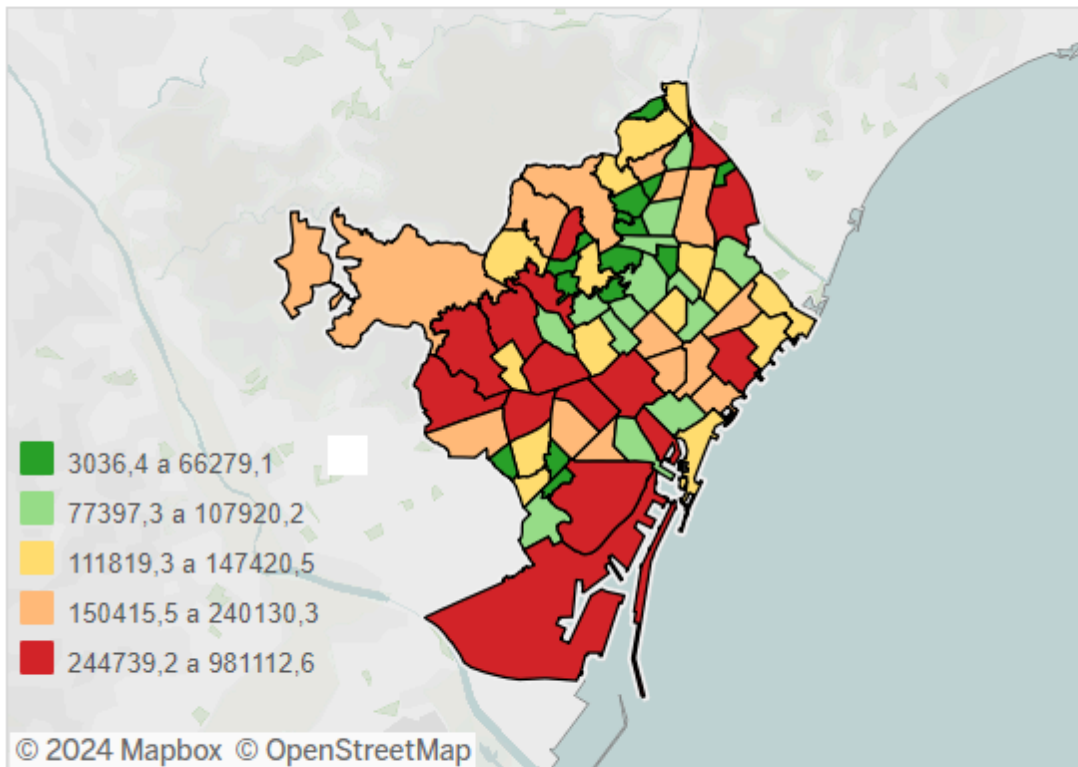 3036,4 a 66279,1
77397,3 a 107920,2
111819,3 a 147420,5
150415,5 a 240130,3
244739,2 a 981112,6
© 2024 Mapbox © OpenStreetMap